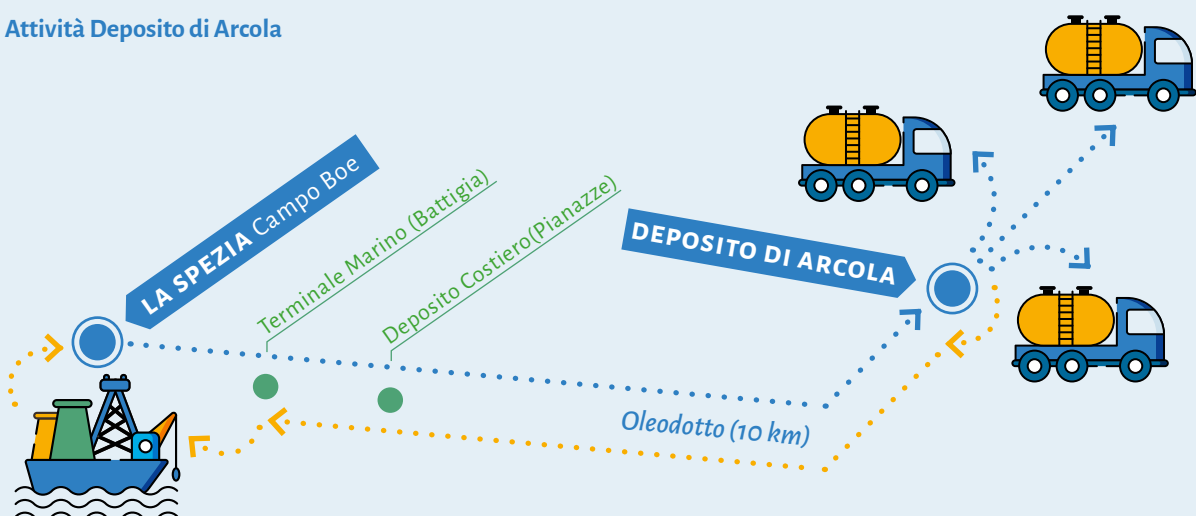 Attività Deposito di Arcola
LA SPEZIA Campo Boe
Terminale Marino (Battigia)
Deposito Costiero(Pianazze)
DEPOSITO DI ARCOLA
Oleodotto (10 km)